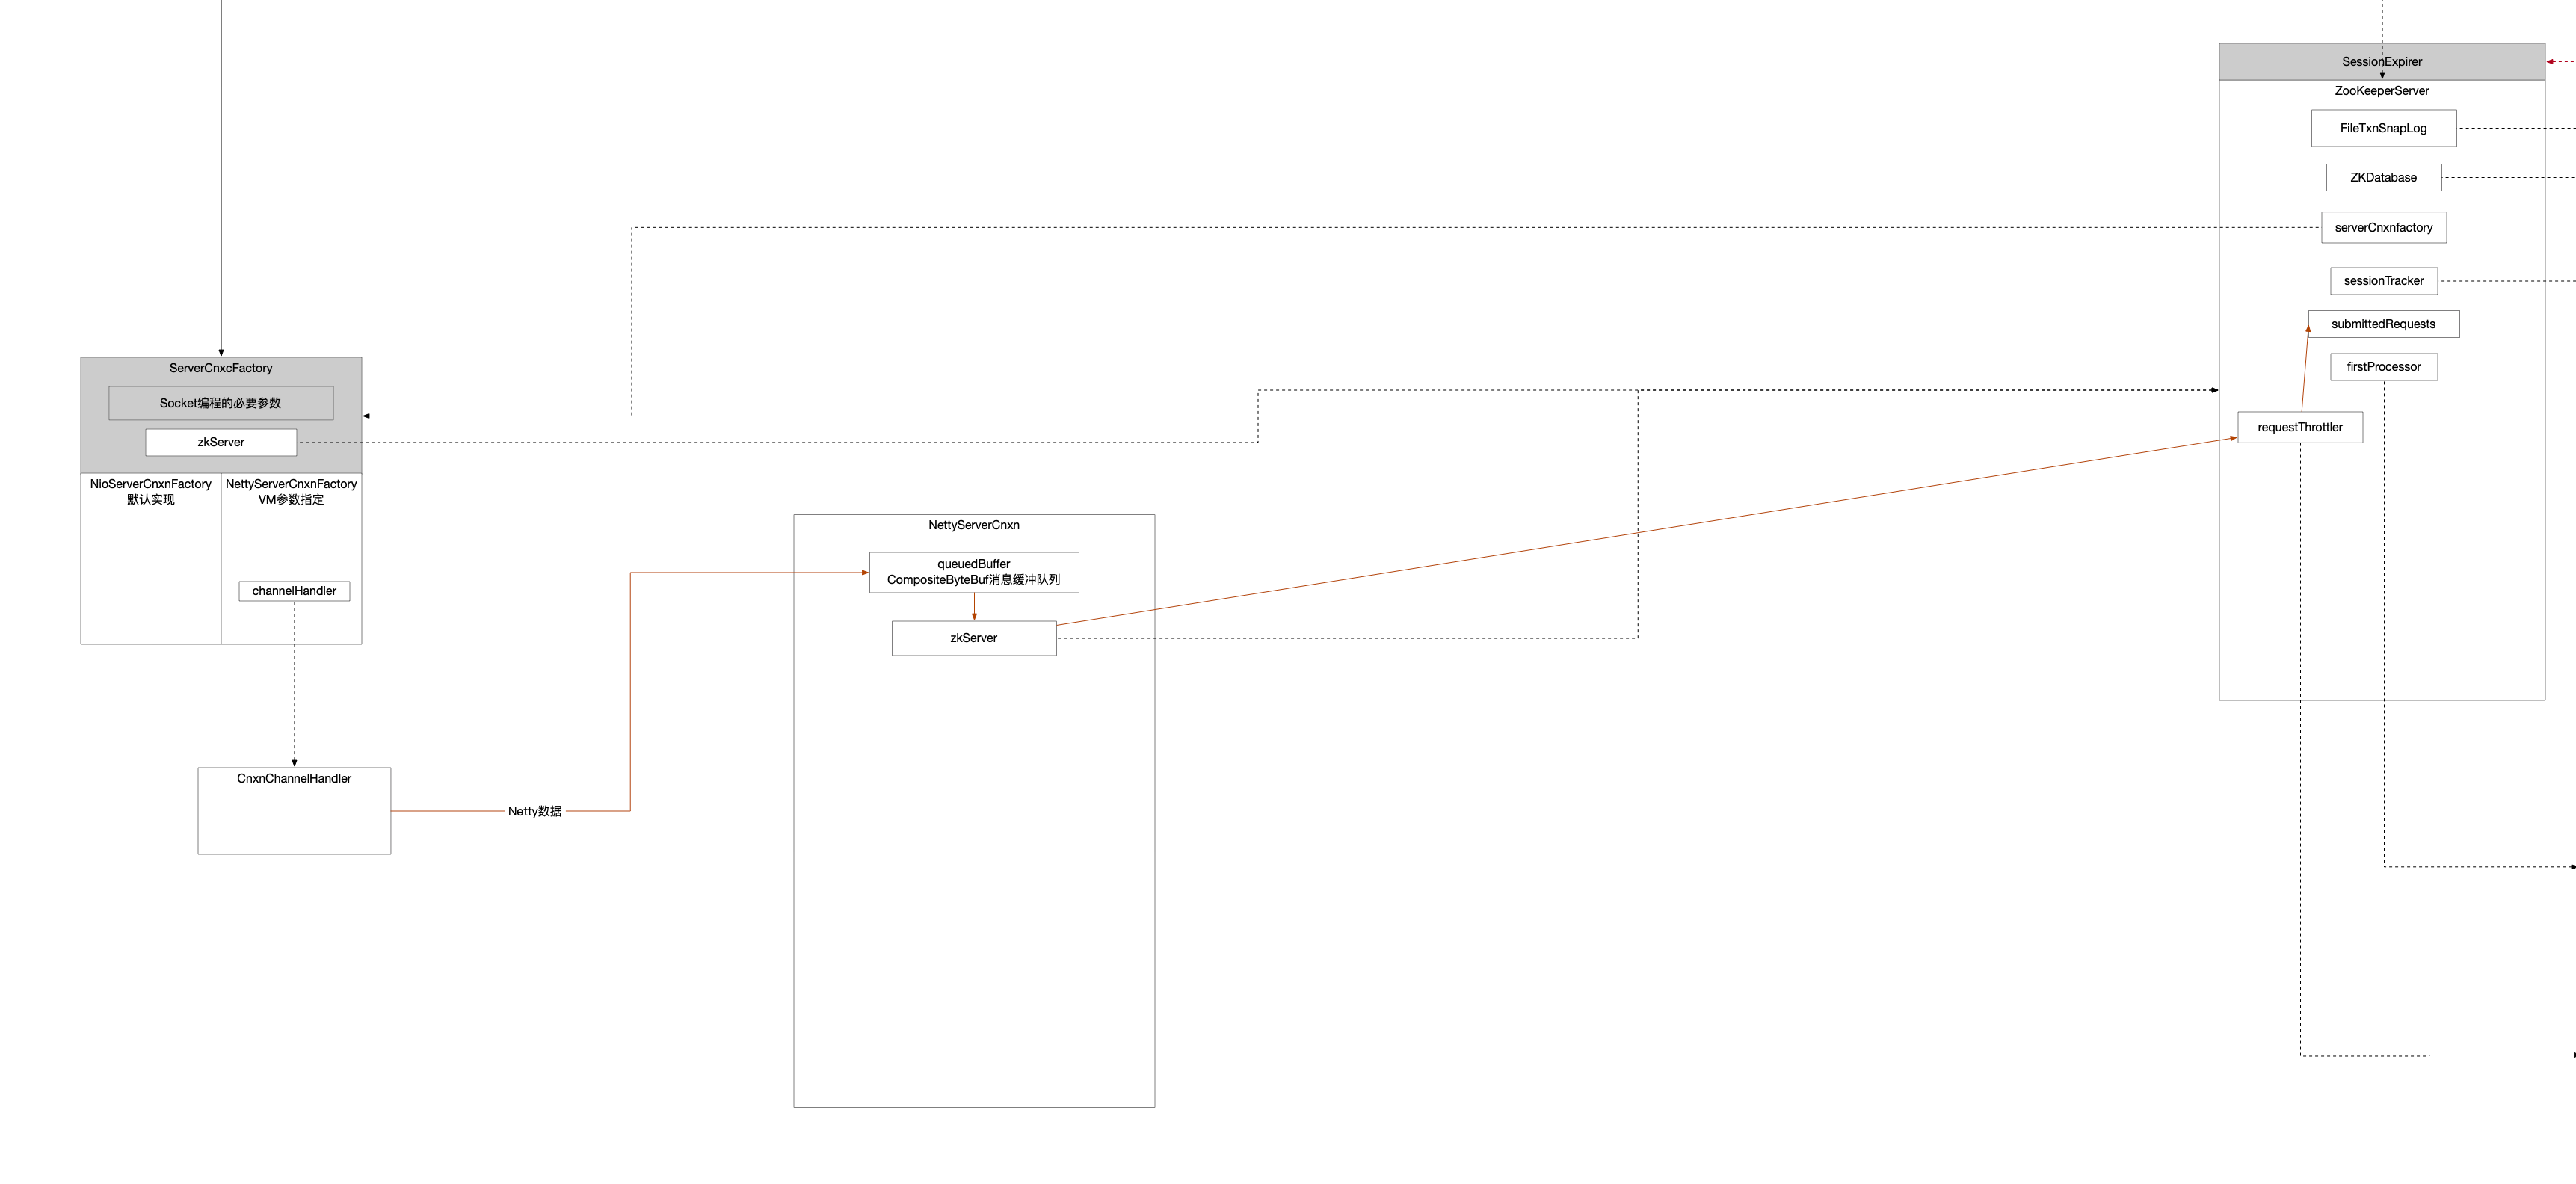 SessionExpirer
ZooKeeperServer
FileTxnSnapLog
ZKDatabase
serverCnxnfactory
sessionTracker
submittedRequests
firstProcessor
requestThrottler
ServerCnxcFactory
Socket编程的必要参数
zkServer
NioServerCnxnFactory
默认实现
NettyServerCnxnFactory
VM参数指定
channelHandler
CnxnChannelHandler
Netty数据
NettyServerCnxn
queuedBuffer
CompositeByteBuf消息缓冲队列
zkServer